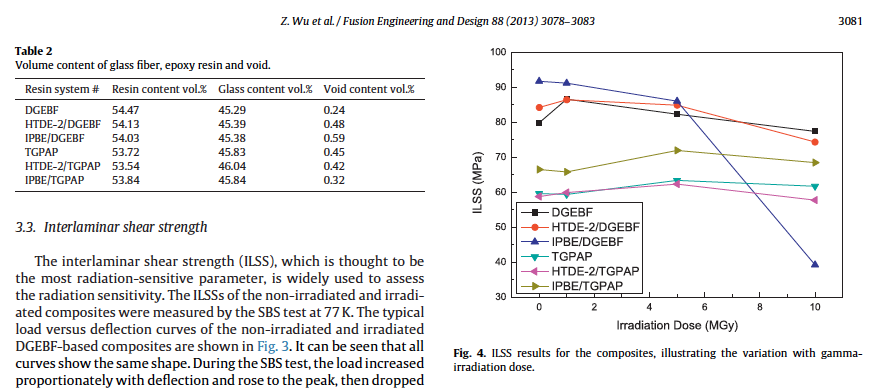 Z. Wu et al. / Fusion Engineering and Design 88 (2013) 3078–3083
3081
Table 2
Volume content of glass fiber, epoxy resin and void.
Resin system # Resin content vol.% Glass content vol.% Void content vol.%
DGEBF 54.47 45.29 0.24
HTDE-2/DGEBF 54.13 45.39 0.48
IPBE/DGEBF 54.03 45.38 0.59
TGPAP 53.72 45.83 0.45
HTDE-2/TGPAP 53.54 46.04 0.42
IPBE/TGPAP 53.84 45.84 0.32
3.3. Interlaminar shear strength
The interlaminar shear strength (ILSS), which is thought to be
the most radiation-sensitive parameter, is widely used to assess
the radiation sensitivity. The ILSSs of the non-irradiated and irradi-
ated composites were measured by the SBS test at 77 K. The typical
load versus deflection curves of the non-irradiated and irradiated
DGEBF-based composites are shown in Fig. 3. It can be seen that all
curves show the same shape. During the SBS test, the load increased
proportionately with deflection and rose to the peak, then dropped
100
90
80
70
60
50
40
30
ILSS (MPa)
DGEBF
HTDE-2/DGEBF
IPBE/DGEBF
TGPAP
HTDE-2/TGPAP
IPBE/TGPAP
0 2 4 6 8 10
Irradiation Dose (MGy)
Fig. 4. ILSS results for the composites, illustrating the variation with gamma-
irradiation dose.